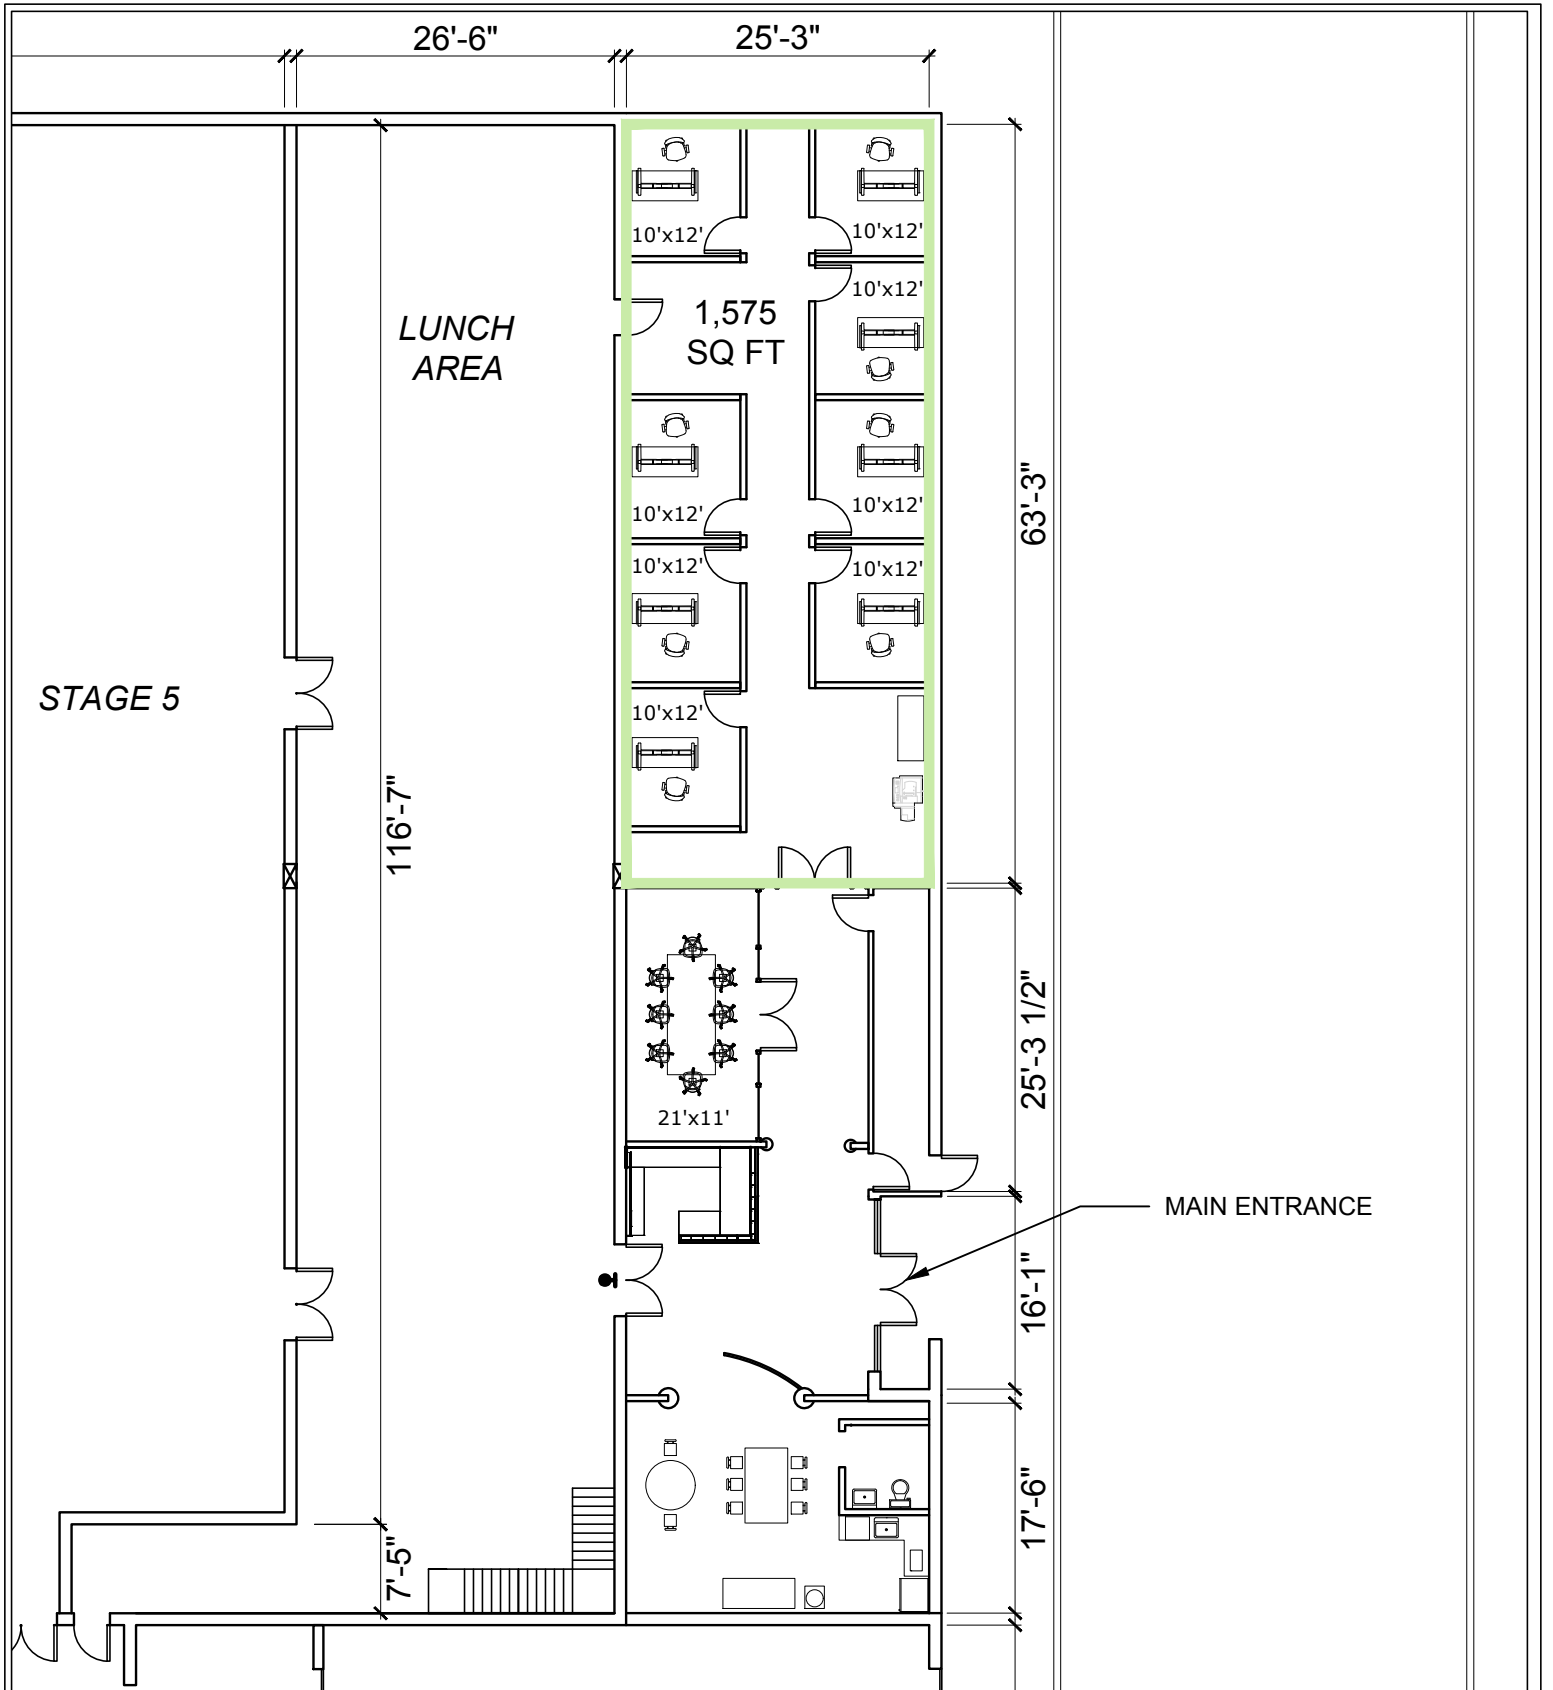 26'-6"
25'-3"
10'x12'
10'x12'
10'x12'
LUNCH
AREA
1,575
SQ FT
63'-3"
10'x12'
10'x12'
10'x12'
10'x12'
STAGE 5
10'x12'
116'-7"
25'-3 1/2"
21'x11'
MAIN ENTRANCE
16'-1"
17'-6"
7'-5"